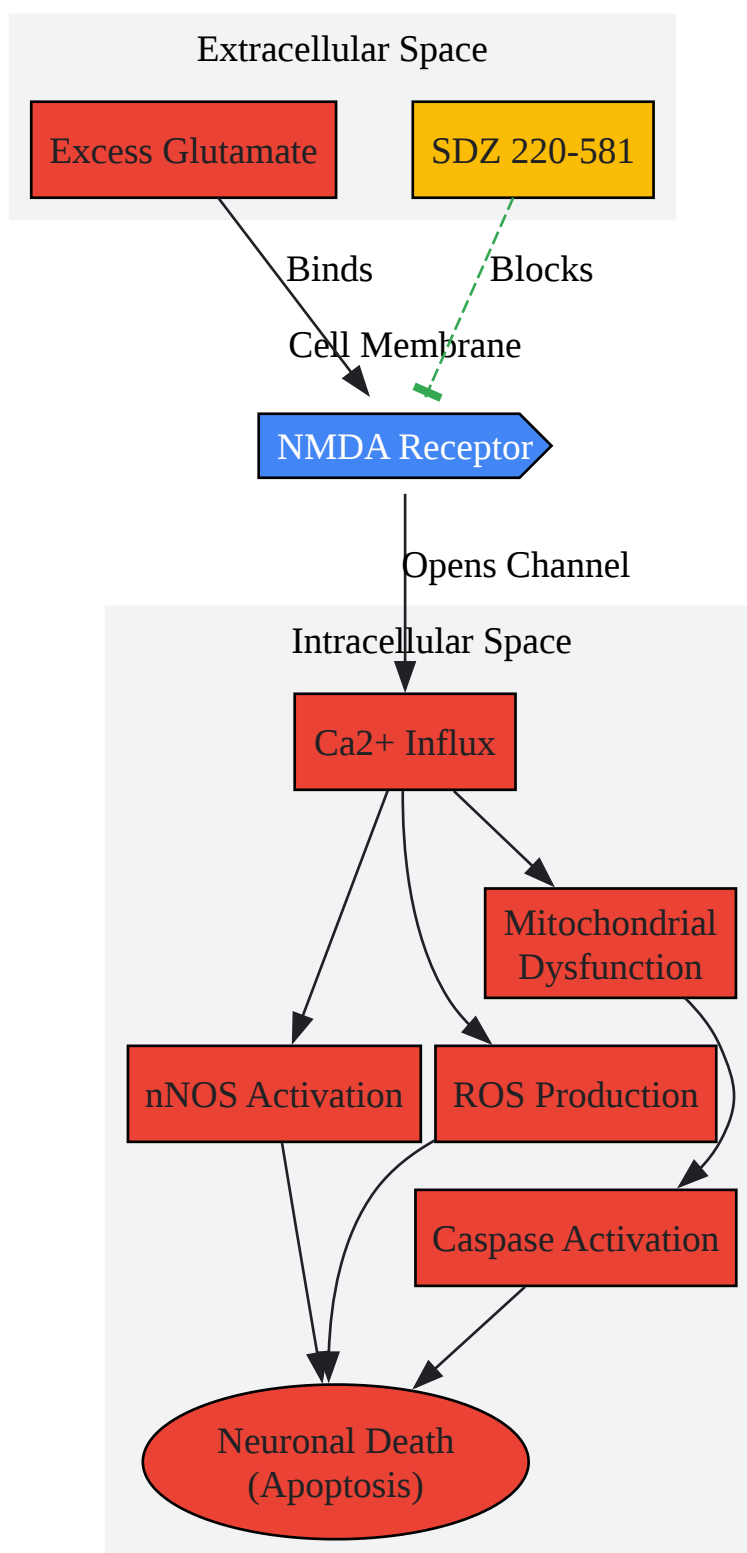 Extracellular Space
Excess Glutamate
SDZ 220-581
Binds
Blocks
Cell Membrane
NMDA Receptor
Opens Channel
Intracellular Space
Ca2+ Influx
Mitochondrial
Dysfunction
nNOS Activation
ROS Production
Caspase Activation
Neuronal Death
(Apoptosis)